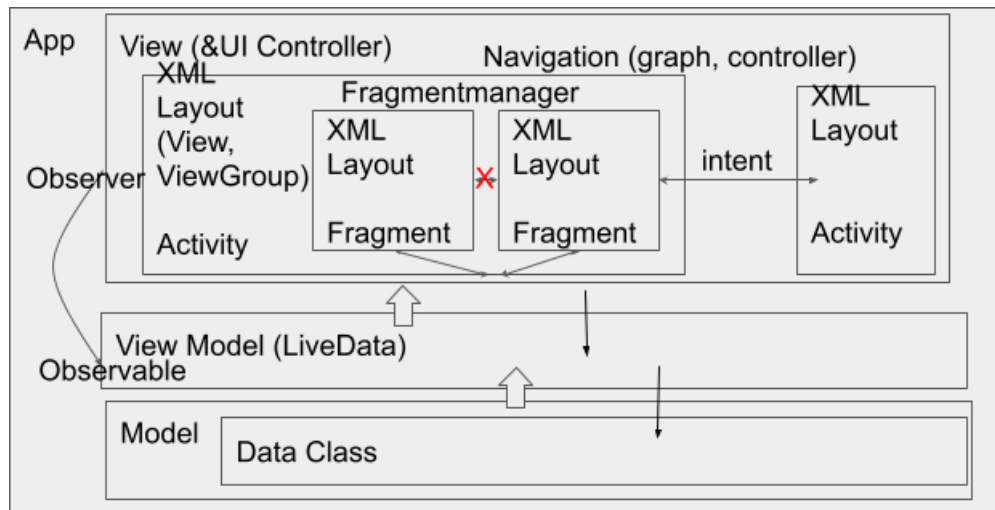 App
View (&UI Controller)
Navigation (graph, controller)
XML
Layout
(View,
ViewGroup)
Activity
Fragmentmanager
XML
Layout
Fragment
X
XML
Layout
Fragment
intent
XML
Layout
Activity
Observer
View Model (LiveData)
Observable
Model
Data Class